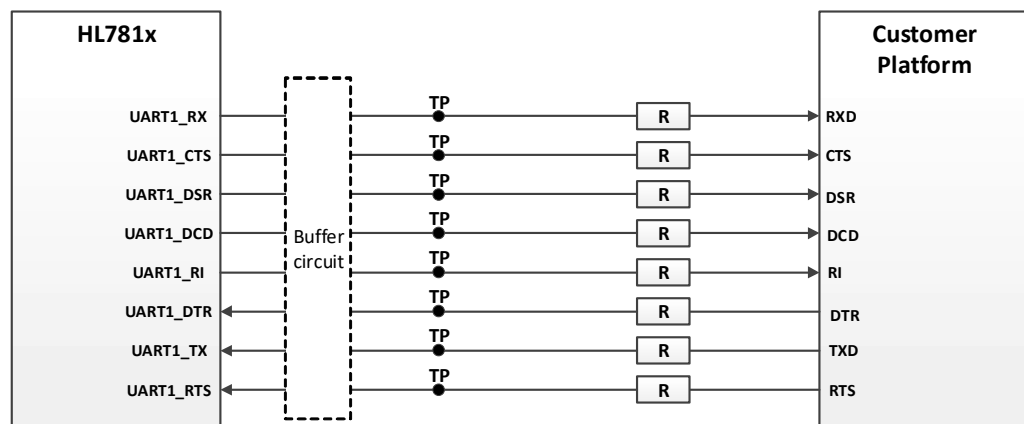 HL781x
Customer
Platform
UART1_RX TP R RXD
UART1_CTS TP R CTS
UART1_DSR TP R DSR
UART1_DCD TP R DCD
Buffer
circuit
UART1_RI TP R RI
UART1_DTR TP R DTR
UART1_TX TP R TXD
UART1_RTS TP R RTS